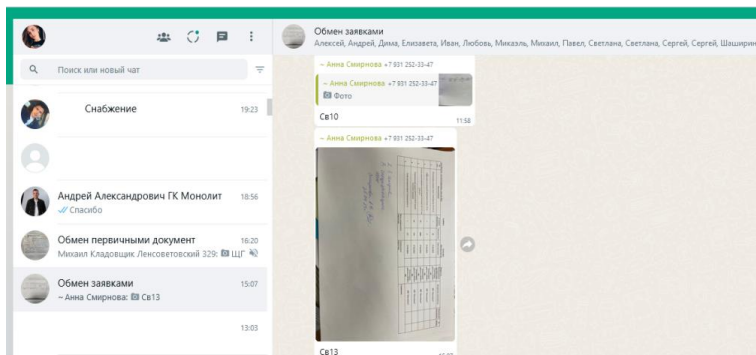 Поиск или новый чат
Снабжение
19:23
Андрей Александрович ГК Монолит
18:56
Спасибо
Обмен первичными документ
16:20
Михаил Кладовщик Ленсоветовский 329: ЩГ
Обмен заявками
15:07
~ Анна Смирнова: Св13
13:03
Обмен заявками
Алексей, Андрей, Дима, Елизавета, Иван, Любовь, Микаэль, Михаил, Павел, Светлана, Светлана, Сергей, Сергей, Шаширин
~ Анна Смирнова +7 931 252-33-47
~ Анна Смирнова +7 931 252-33-47
Фото
Св10
11:58
~ Анна Смирнова +7 931 252-33-47
Св13